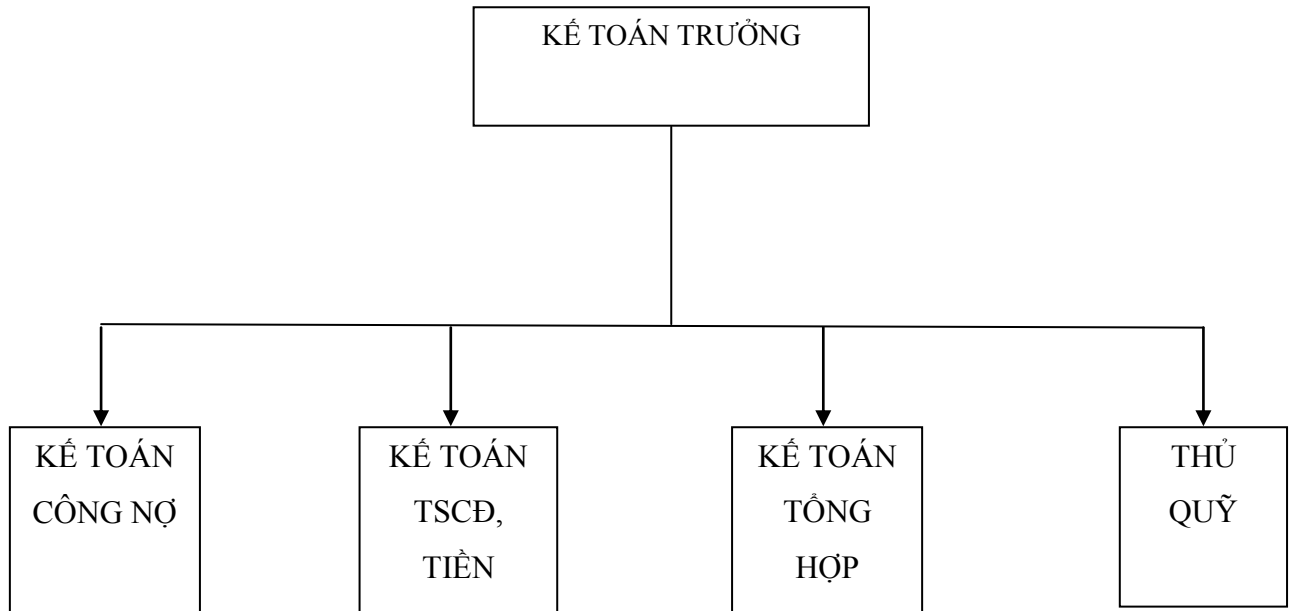 KẾ TOÁN TRƯỞNG
KẾ TOÁN
CÔNG NỢ
KẾ TOÁN
TSCĐ,
TIỀN
KẾ TOÁN
TỔNG
HỢP
THỦ
QUỸ